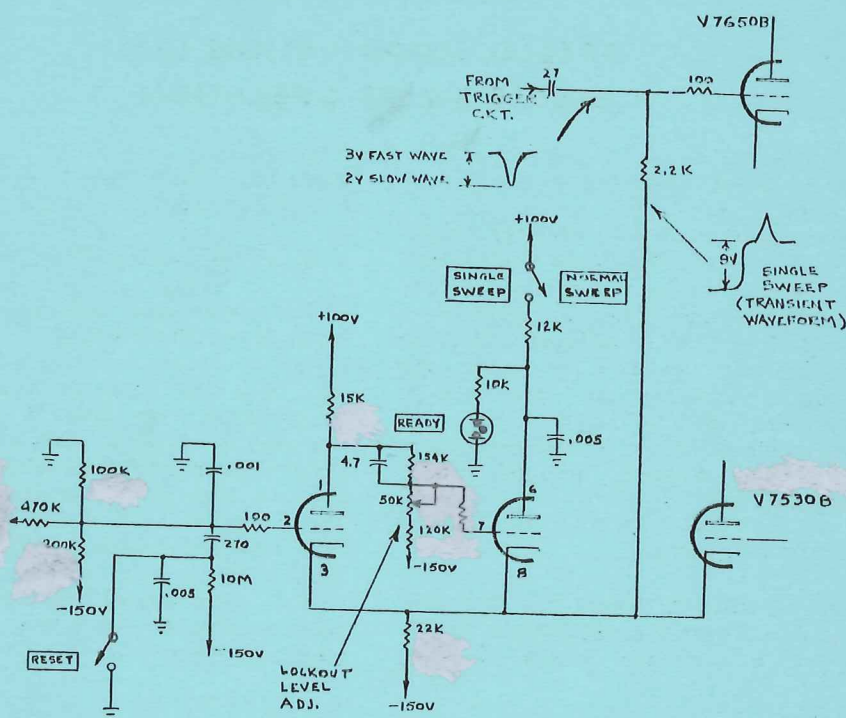 V7650B
FROM
TRIGGER
CKT.
27
100
3V FAST WAVE
2V SLOW WAVE
2.2K
+100V
9V
SINGLE
SWEEP
(TRANSIENT
WAVEFORM)
SINGLE
SWEEP
NORMAL
SWEEP
12K
+100V
15K
10K
READY
.005
100K
.001
4.7
154K
1
6
470K
100
2
50K
7
V7530B
200K
270
120K
3
8
.005
10M
-150V
-150V
-150V
22K
RESET
LOCKOUT
LEVEL
ADJ.
-150V